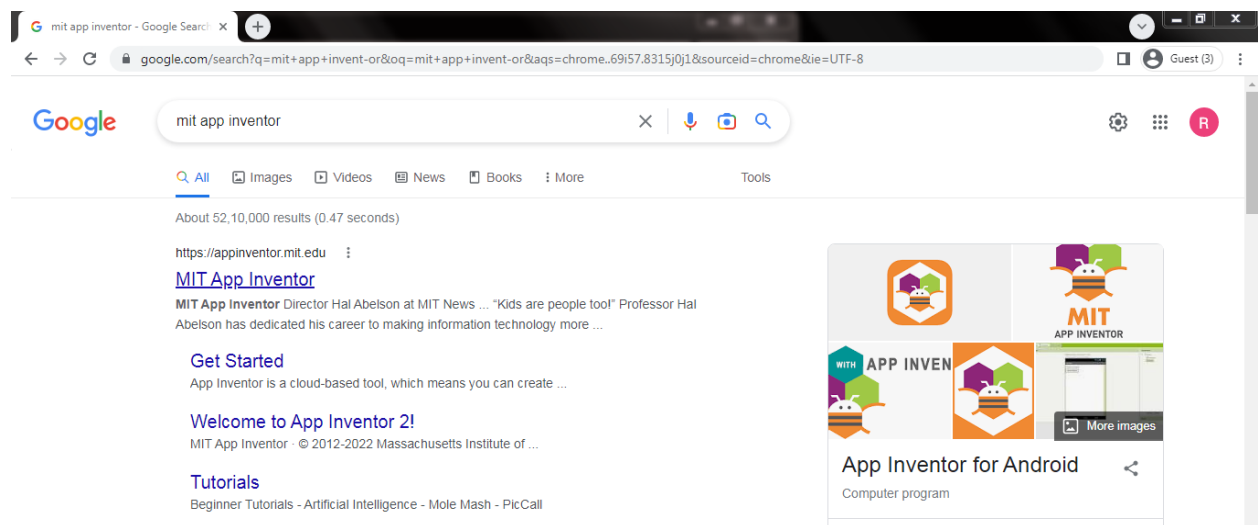 mit app inventor - Google Search
google.com/search?q=mit+app+invent-or&oq=mit+app+invent-or&aqs=chrome..69i57.8315j0j1&sourceid=chrome&ie=UTF-8
Guest (3)
Google
mit app inventor
R
All
Images
Videos
News
Books
More
Tools
About 52,10,000 results (0.47 seconds)
https://appinventor.mit.edu
MIT App Inventor
MIT App Inventor Director Hal Abelson at MIT News ... “Kids are people too!” Professor Hal
Abelson has dedicated his career to making information technology more ...
Get Started
App Inventor is a cloud-based tool, which means you can create ...
Welcome to App Inventor 2!
MIT App Inventor · © 2012-2022 Massachusetts Institute of ...
Tutorials
Beginner Tutorials - Artificial Intelligence - Mole Mash - PicCall
MIT
APP INVENTOR
WITH APP INVEN
More images
App Inventor for Android
Computer program